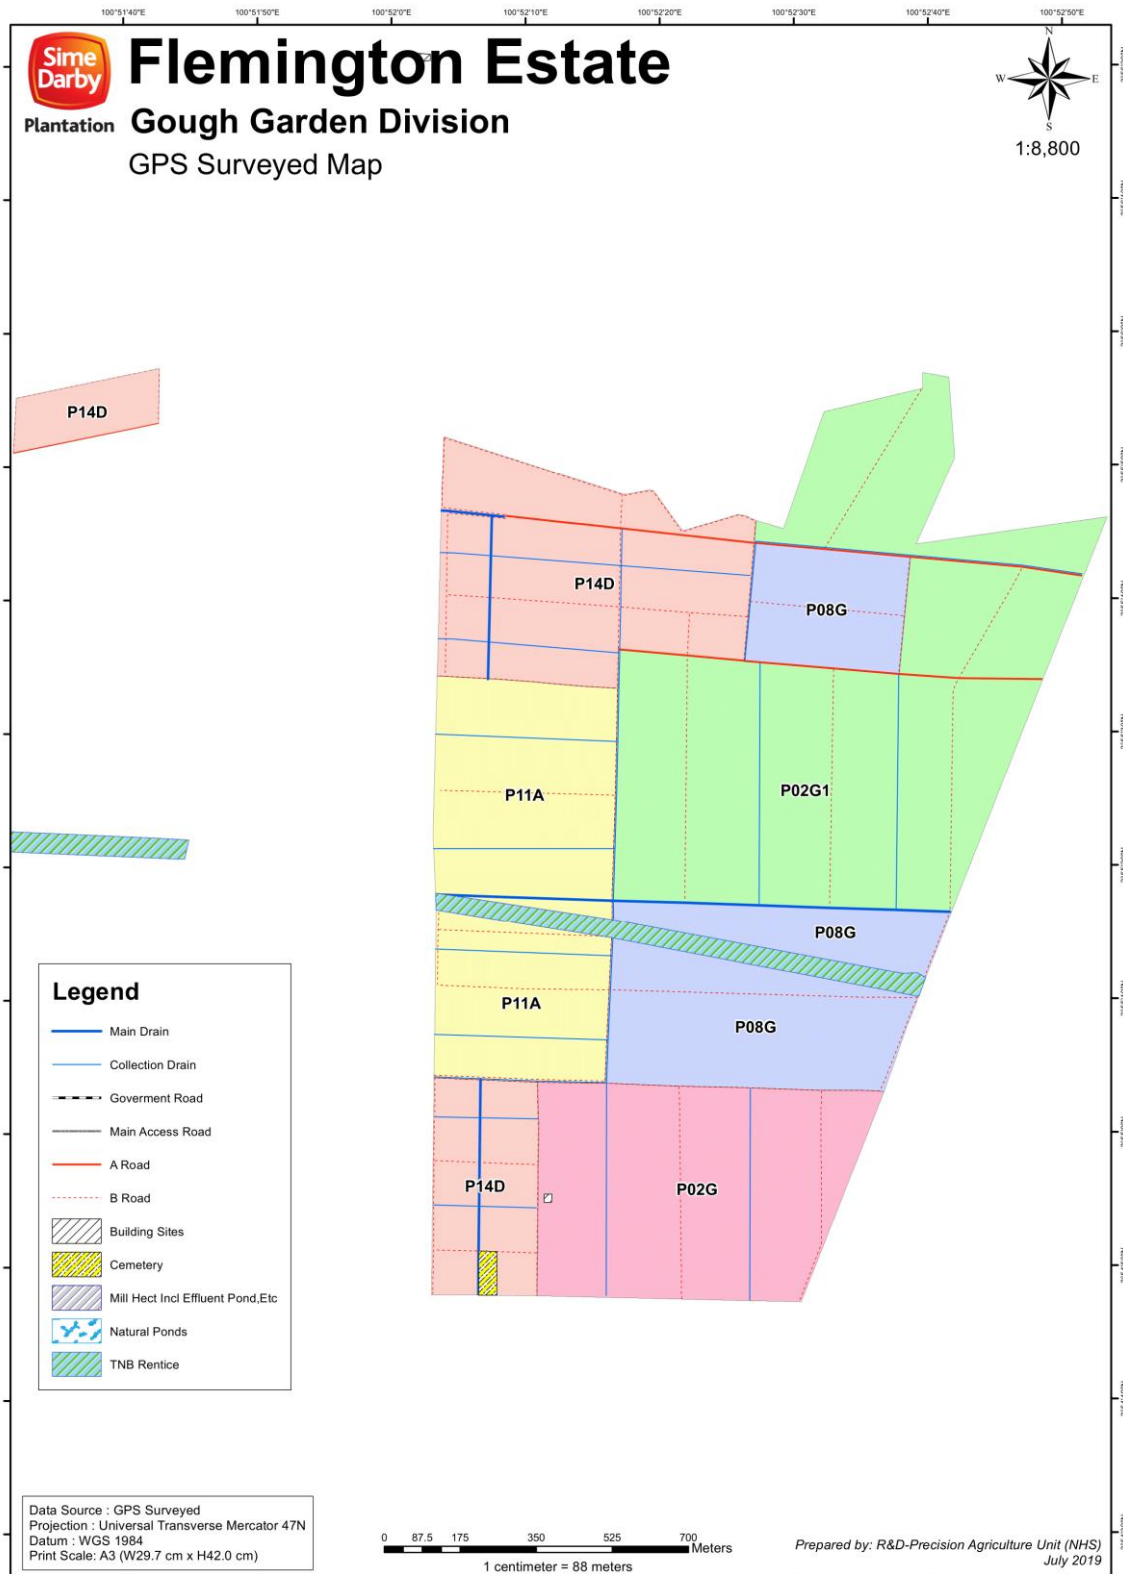 100°51'40"E 100°51'50"E 100°52'0"E 100°52'10"E 100°52'20"E 100°52'30"E 100°52'40"E 100°52'50"E
Sime
Darby
Plantation
Flemington Estate
Gough Garden Division
GPS Surveyed Map
N
W E
S
1:8,800
P14D
P14D
P08G
P11A
P02G1
P08G
P11A
P08G
P14D
P02G
Legend
Main Drain
Collection Drain
Goverment Road
Main Access Road
A Road
B Road
Building Sites
Cemetery
Mill Hect Incl Effluent Pond,Etc
Natural Ponds
TNB Rentice
Data Source : GPS Surveyed
Projection : Universal Transverse Mercator 47N
Datum : WGS 1984
Print Scale: A3 (W29.7 cm x H42.0 cm)
0 87.5 175 350 525 700
Meters
1 centimeter = 88 meters
Prepared by: R&D-Precision Agriculture Unit (NHS)
July 2019